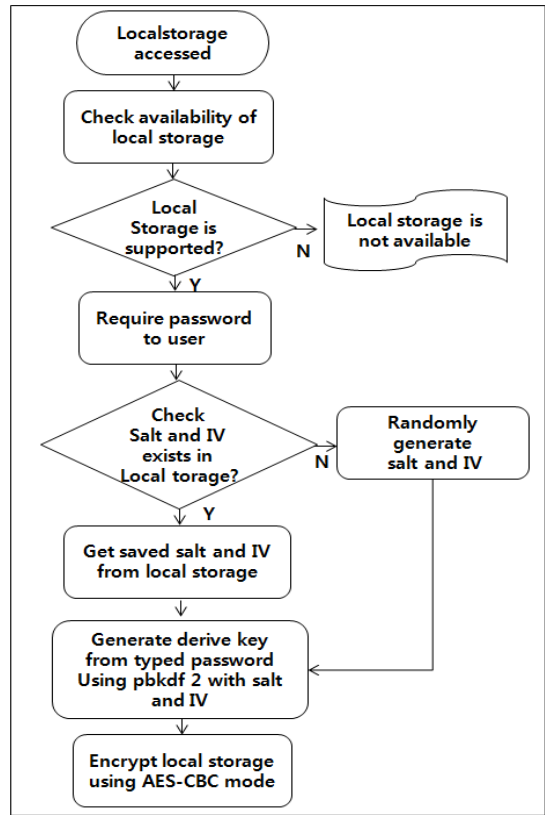 Localstorage
accessed
Check availability of
local storage
Local
Storage is
supported?
N
Local storage is
not available
Y
Require password
to user
Check
Salt and IV
exists in
Local torage?
N
Randomly
generate
salt and IV
Y
Get saved salt and IV
from local storage
Generate derive key
from typed password
Using pbkdf 2 with salt
and IV
Encrypt local storage
using AES-CBC mode